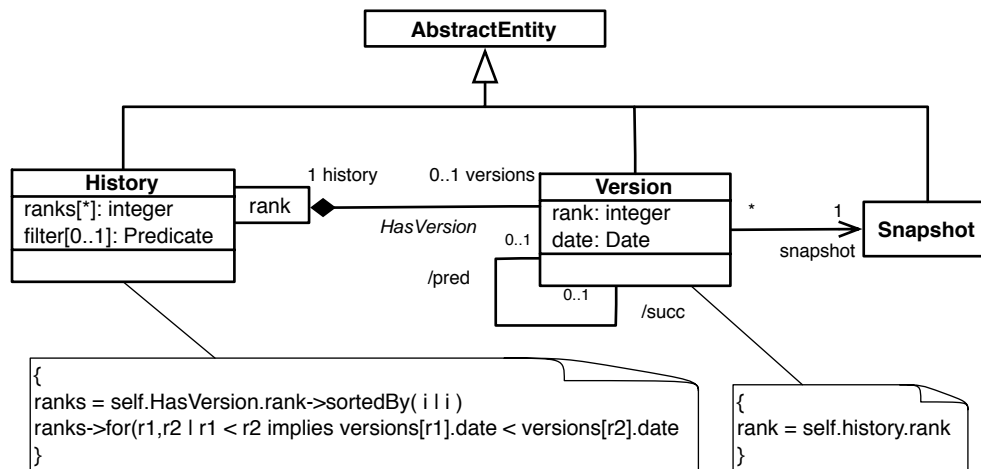 AbstractEntity
History
ranks[*]: integer
filter[0..1]: Predicate
rank
1 history
0..1 versions
HasVersion
Version
rank: integer
date: Date
*
1
snapshot
Snapshot
0..1
/pred
0..1
/succ
{
ranks = self.HasVersion.rank->sortedBy( i | i )
ranks->for(r1,r2 | r1 < r2 implies versions[r1].date < versions[r2].date
}
{
rank = self.history.rank
}